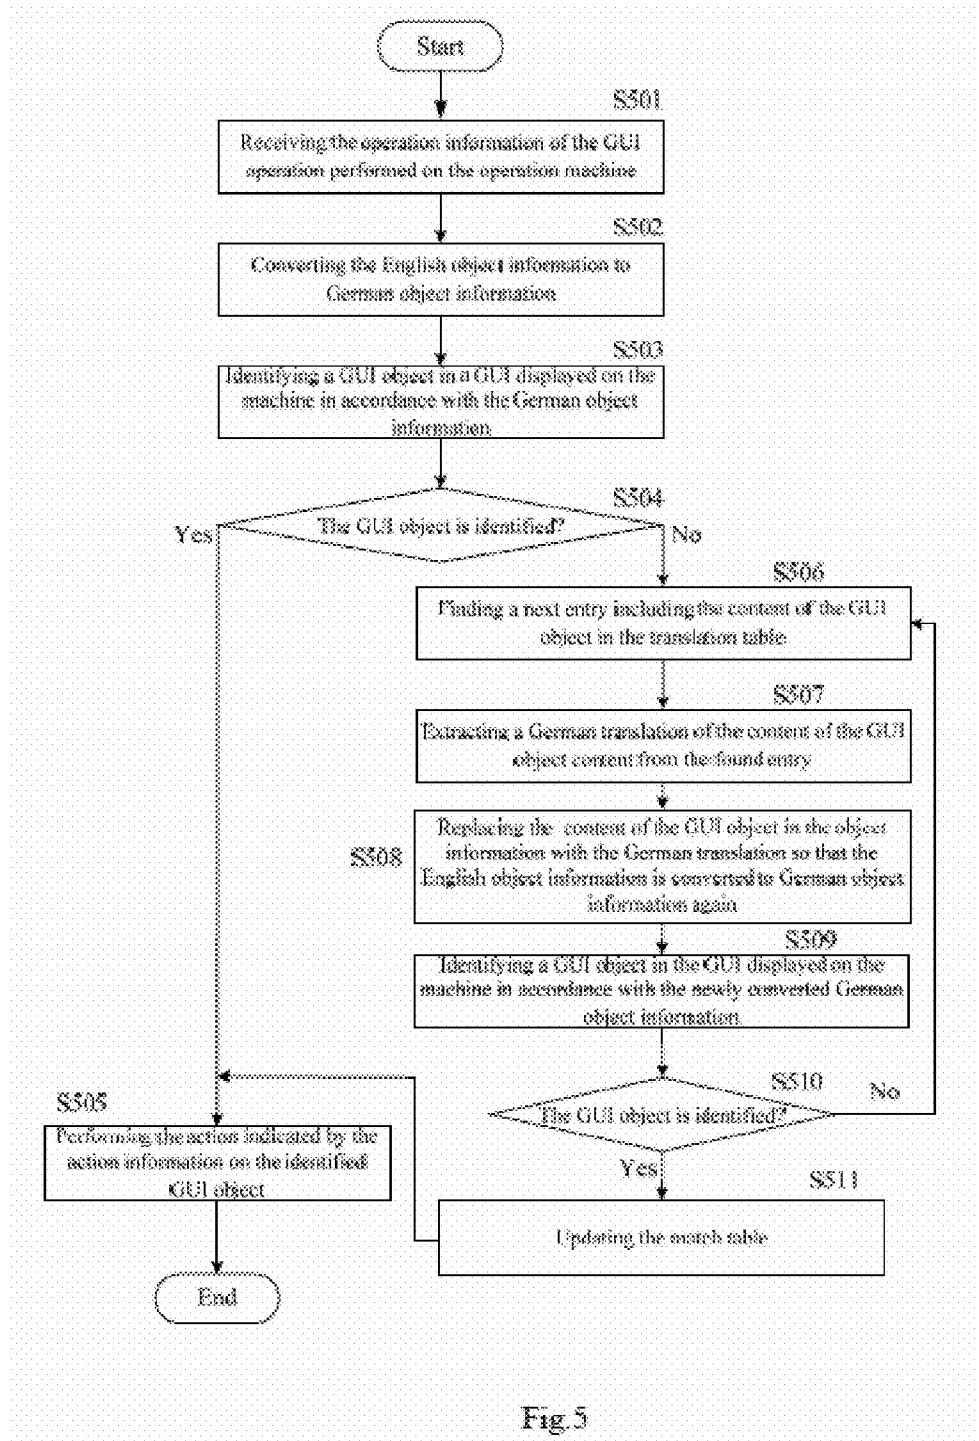 Start
S501
Receiving the operation information of the GUI
operation performed on the operation machine
S502
Converting the English object information to
German object information
S503
Identifying a GUI object in a GUI displayed on the
machine in accordance with the German object
information.
S504
The GUI object is identified?
Yes
No
S506
Finding a next entry including the content of the GUI
object in the translation table
S507
Extracting a German translation of the content of the GUI
object content from the found entry
S508
Replacing the content of the GUI object in the object
information with the German translation so that the
English object information is converted to German object
information again
S509
Identifying a GUI object in the GUI displayed on the
machine in accordance with the newly converted German
object information.
S510
The GUI object is identified?
No
Yes
S505
Performing the action indicated by the
action information on the identified
GUI object
S511
Updating the match table
End
Fig.5